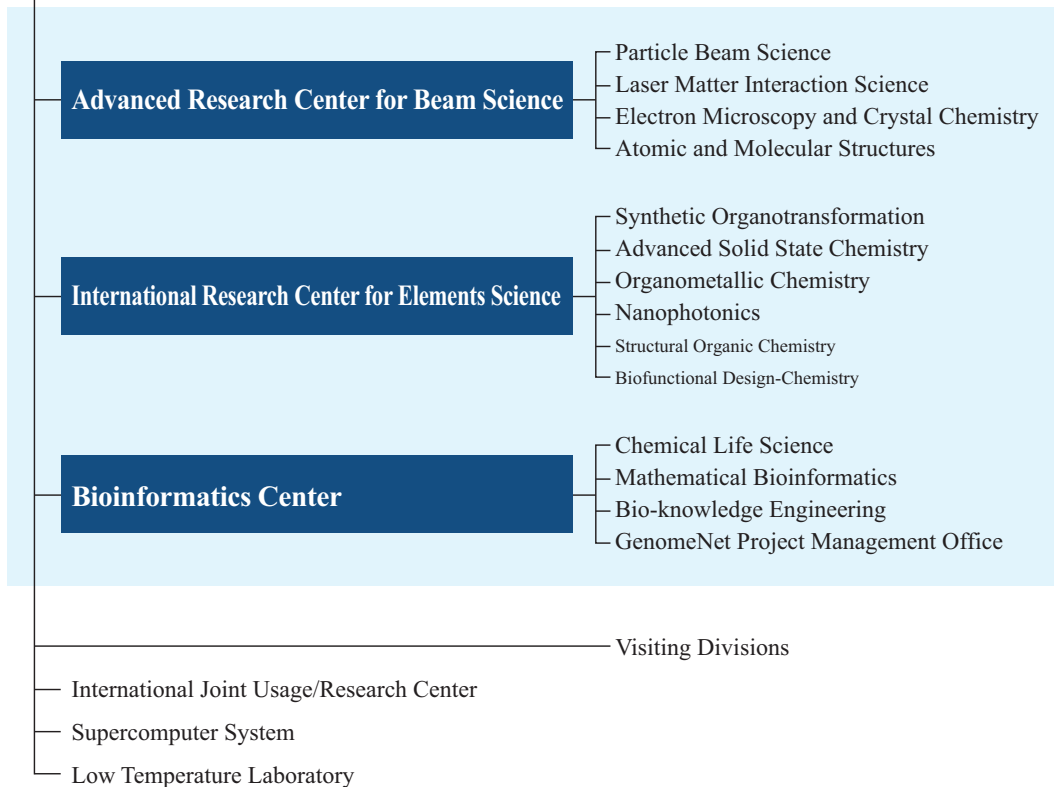 Advanced Research Center for Beam Science
Particle Beam Science
Laser Matter Interaction Science
Electron Microscopy and Crystal Chemistry
Atomic and Molecular Structures
International Research Center for Elements Science
Synthetic Organotransformation
Advanced Solid State Chemistry
Organometallic Chemistry
Nanophotonics
Structural Organic Chemistry
Biofunctional Design-Chemistry
Bioinformatics Center
Chemical Life Science
Mathematical Bioinformatics
Bio-knowledge Engineering
GenomeNet Project Management Office
Visiting Divisions
International Joint Usage/Research Center
Supercomputer System
Low Temperature Laboratory